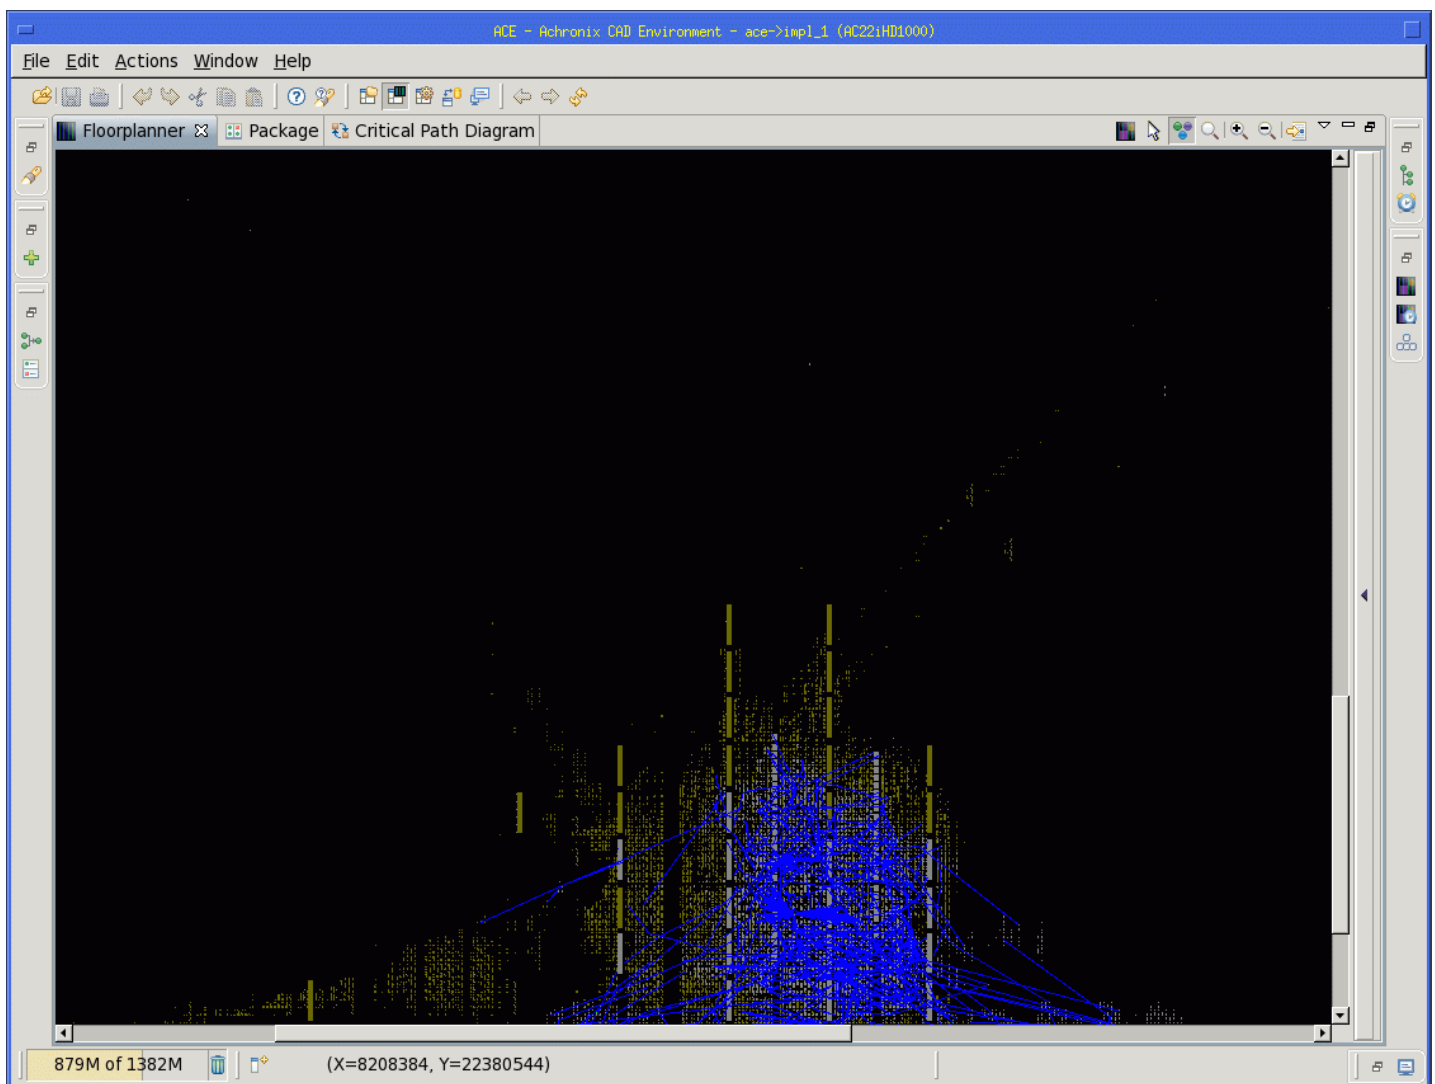 ACE - Achronix CAD Environment - ace->impl_1 (AC22iHD1000)
File Edit Actions Window Help
Floorplanner Package Critical Path Diagram
879M of 1382M (X=8208384, Y=22380544)